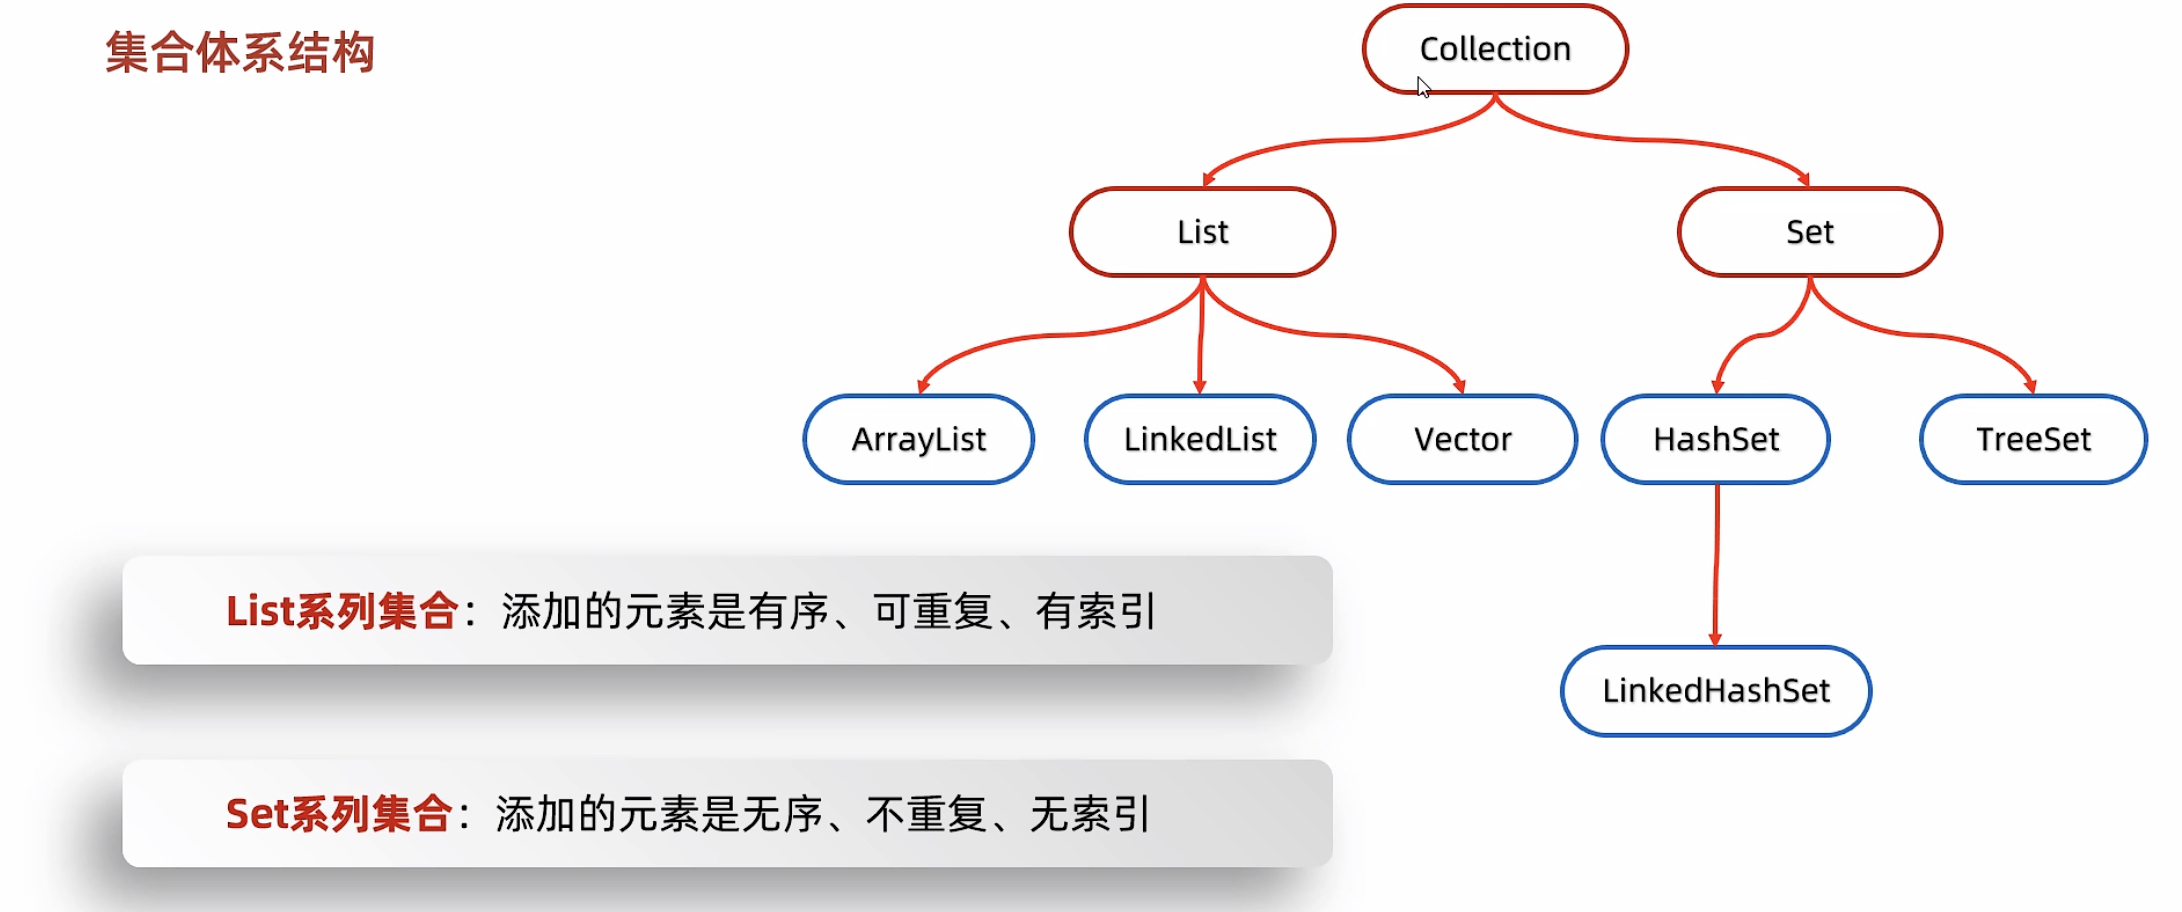 集合体系结构
Collection
List
Set
ArrayList
LinkedList
Vector
HashSet
TreeSet
LinkedHashSet
List系列集合：添加的元素是有序、可重复、有索引
Set系列集合：添加的元素是无序、不重复、无索引